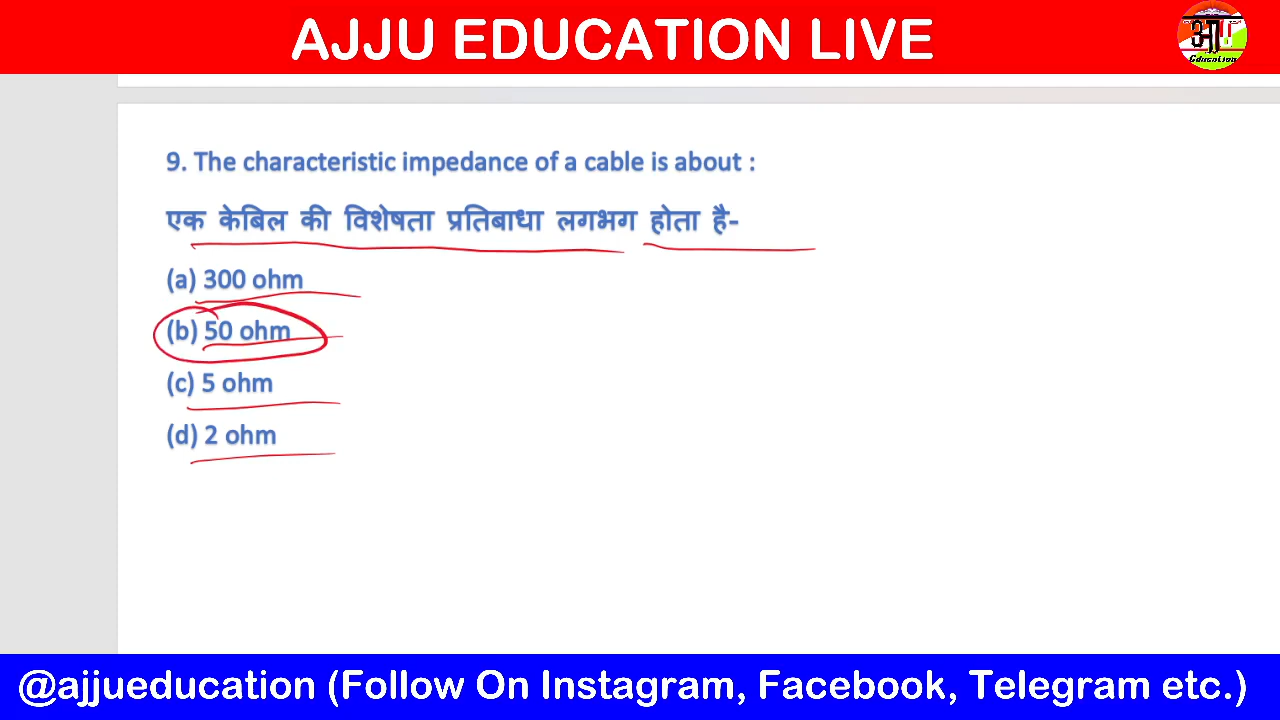 AJJU EDUCATION LIVE
Education
9. The characteristic impedance of a cable is about :
एक केबिल की विशेषता प्रतिबाधा लगभग होता है-
(a) 300 ohm
(b) 50 ohm
(c) 5 ohm
(d) 2 ohm
@ajjueducation (Follow On Instagram, Facebook, Telegram etc.)